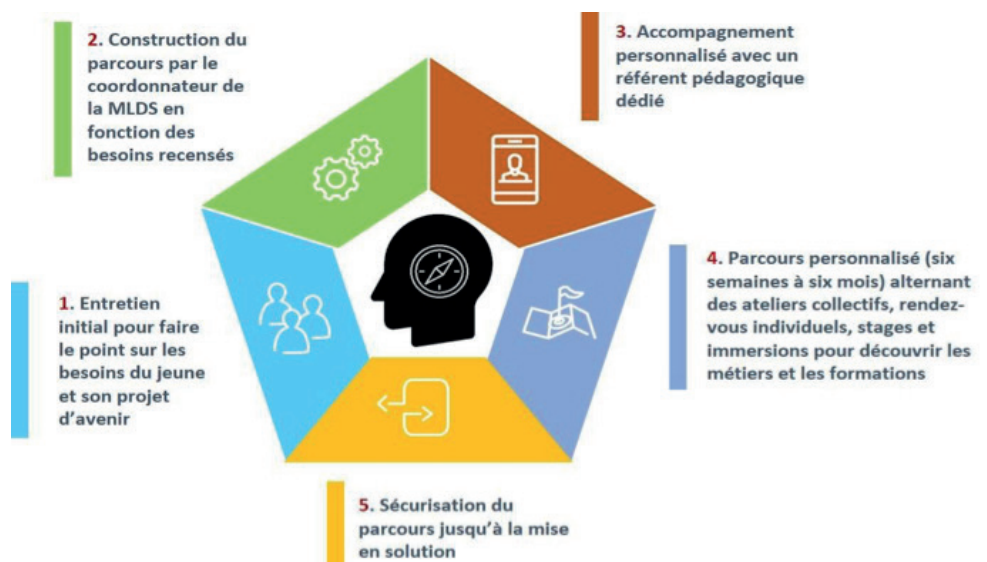 1. Entretien
initial pour faire
le point sur les
besoins du jeune
et son projet
d’avenir
2. Construction du
parcours par le
coordonnateur de
la MLDS en
fonction des
besoins recensés
3. Accompagnement
personnalisé avec un
référent pédagogique
dédié
4. Parcours personnalisé (six
semaines à six mois) alternant
des ateliers collectifs, rendez-
vous individuels, stages et
immersions pour découvrir les
métiers et les formations
5. Sécurisation du
parcours jusqu’à la mise
en solution